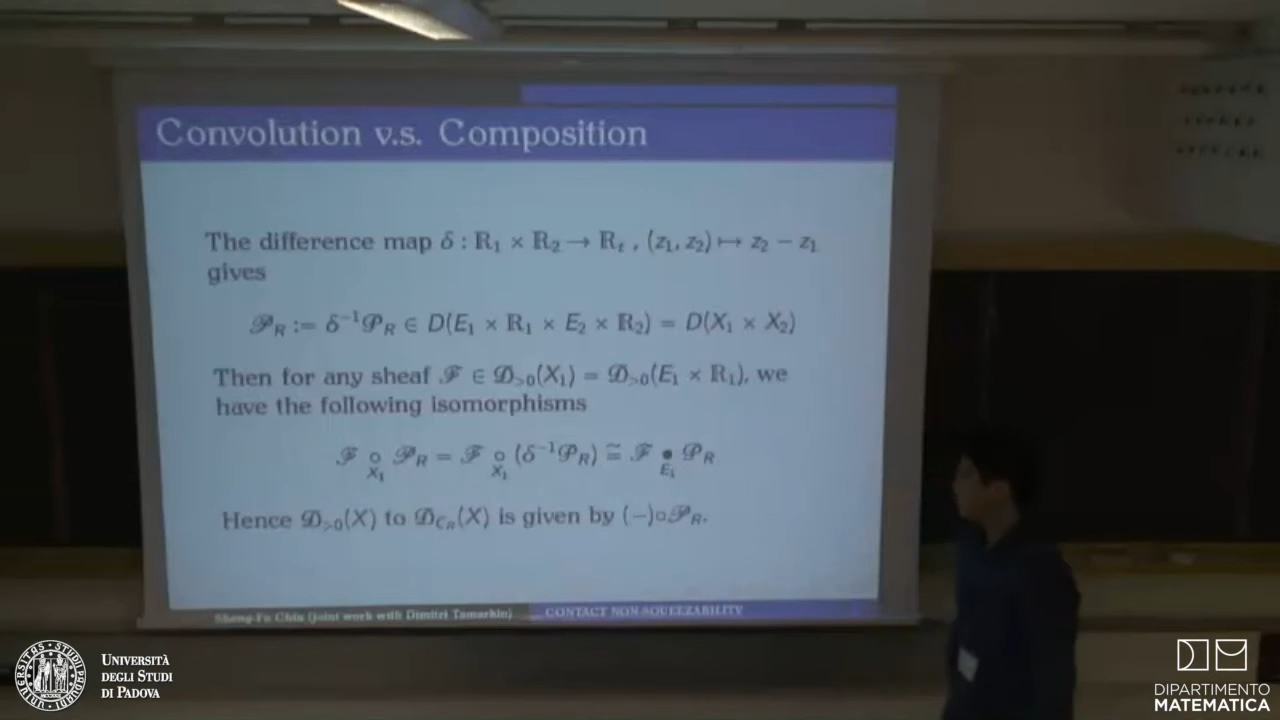 Convolution v.s. Composition
The difference map δ : ℝ₁ × ℝ₂ → ℝₜ , (z₁, z₂) ↦ z₂ − z₁
gives
𝒫_R := δ⁻¹𝒫_R ∈ D(E₁ × ℝ₁ × E₂ × ℝ₂) = D(X₁ × X₂)
Then for any sheaf ℱ ∈ 𝒟_{>0}(X₁) = 𝒟_{>0}(E₁ × ℝ₁), we
have the following isomorphisms
ℱ ∘_{X₁} 𝒫_R = ℱ ∘_{X₁} (δ⁻¹𝒫_R) ≅ ℱ •_{E₁} 𝒫_R
Hence 𝒟_{>0}(X) to 𝒟_{C_R}(X) is given by (−)∘𝒫_R.
Sheng-Fu Chiu (joint work with Dimitri Tamarkin) CONTACT NON-SQUEEZABILITY
UNIVERSITÀ
DEGLI STUDI
DI PADOVA
DIPARTIMENTO
MATEMATICA